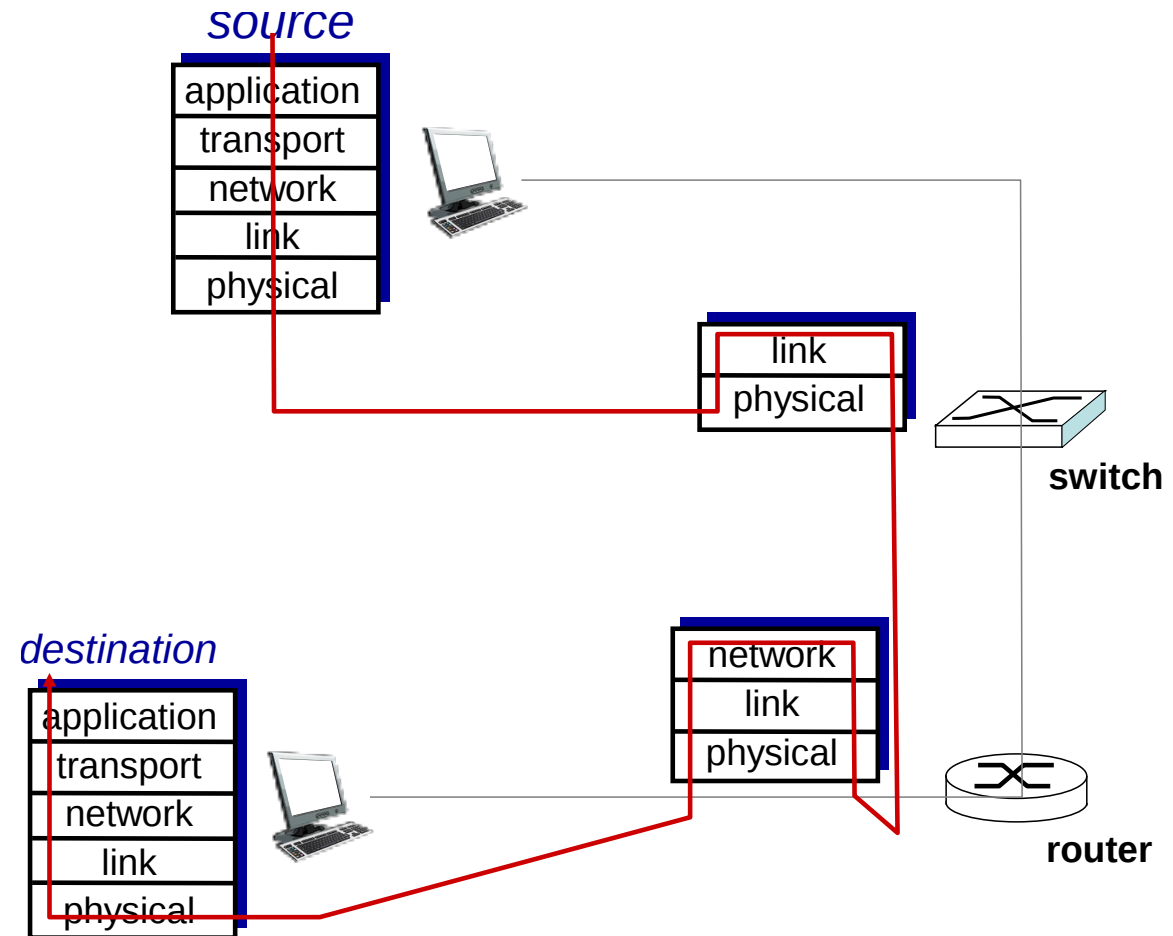 source
application
transport
network
link
physical
link
physical
switch
destination
application
transport
network
link
physical
network
link
physical
router